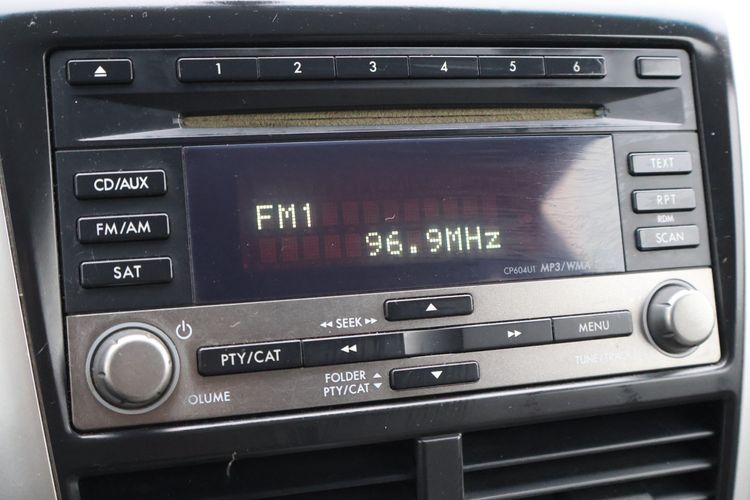 1 2 3 4 5 6
CD/AUX
FM/AM
SAT
FM1
96.9MHz
CP604U1 MP3/WMA
TEXT
RPT
RDM
SCAN
SEEK
PTY/CAT
MENU
FOLDER
PTY/CAT
OLUME
TUNE/TRACK